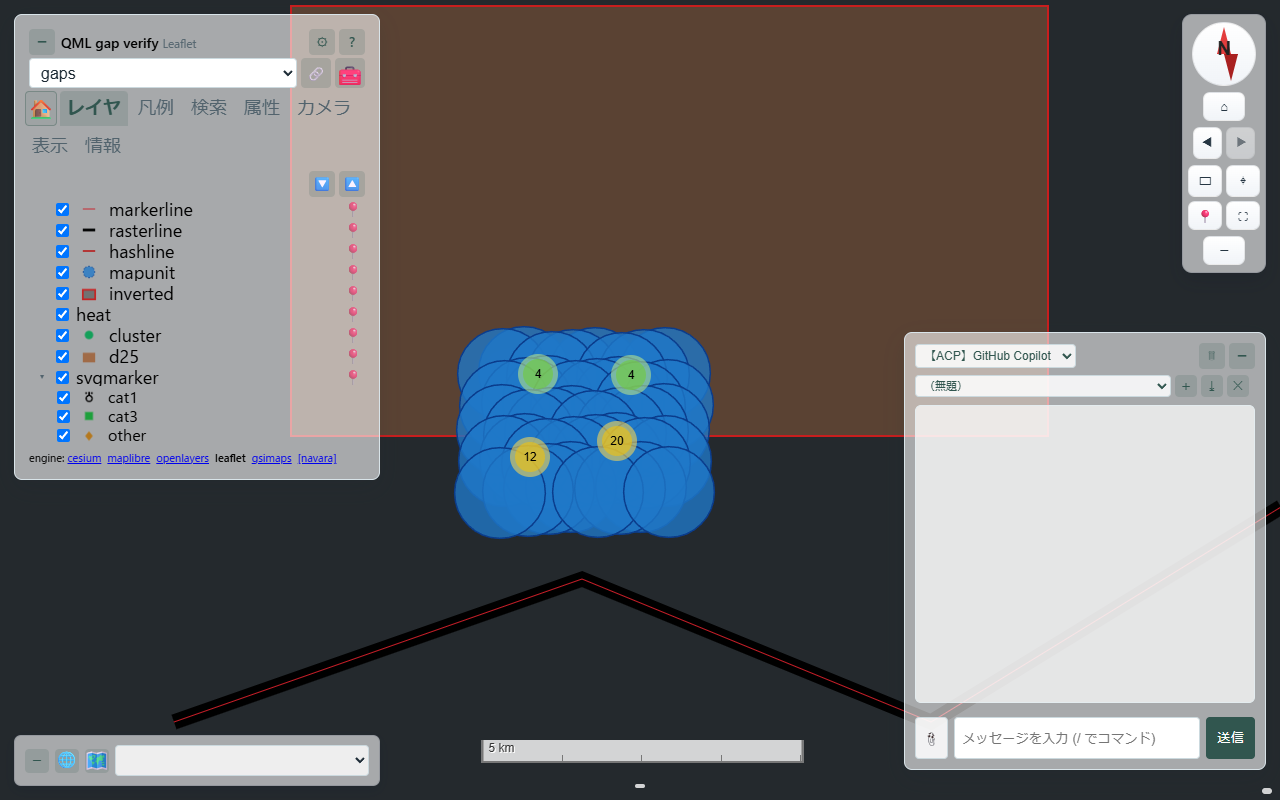 − QML gap verify Leaflet ⚙ ?
gaps
レイヤ 凡例 検索 属性 カメラ
表示 情報
markerline
rasterline
hashline
mapunit
inverted
heat
cluster
d25
svgmarker
cat1
cat3
other
engine: cesium maplibre openlayers leaflet gsimaps [navara]
4
4
20
12
5 km
N
【ACP】GitHub Copilot
（無題）
メッセージを入力 (/ でコマンド)
送信